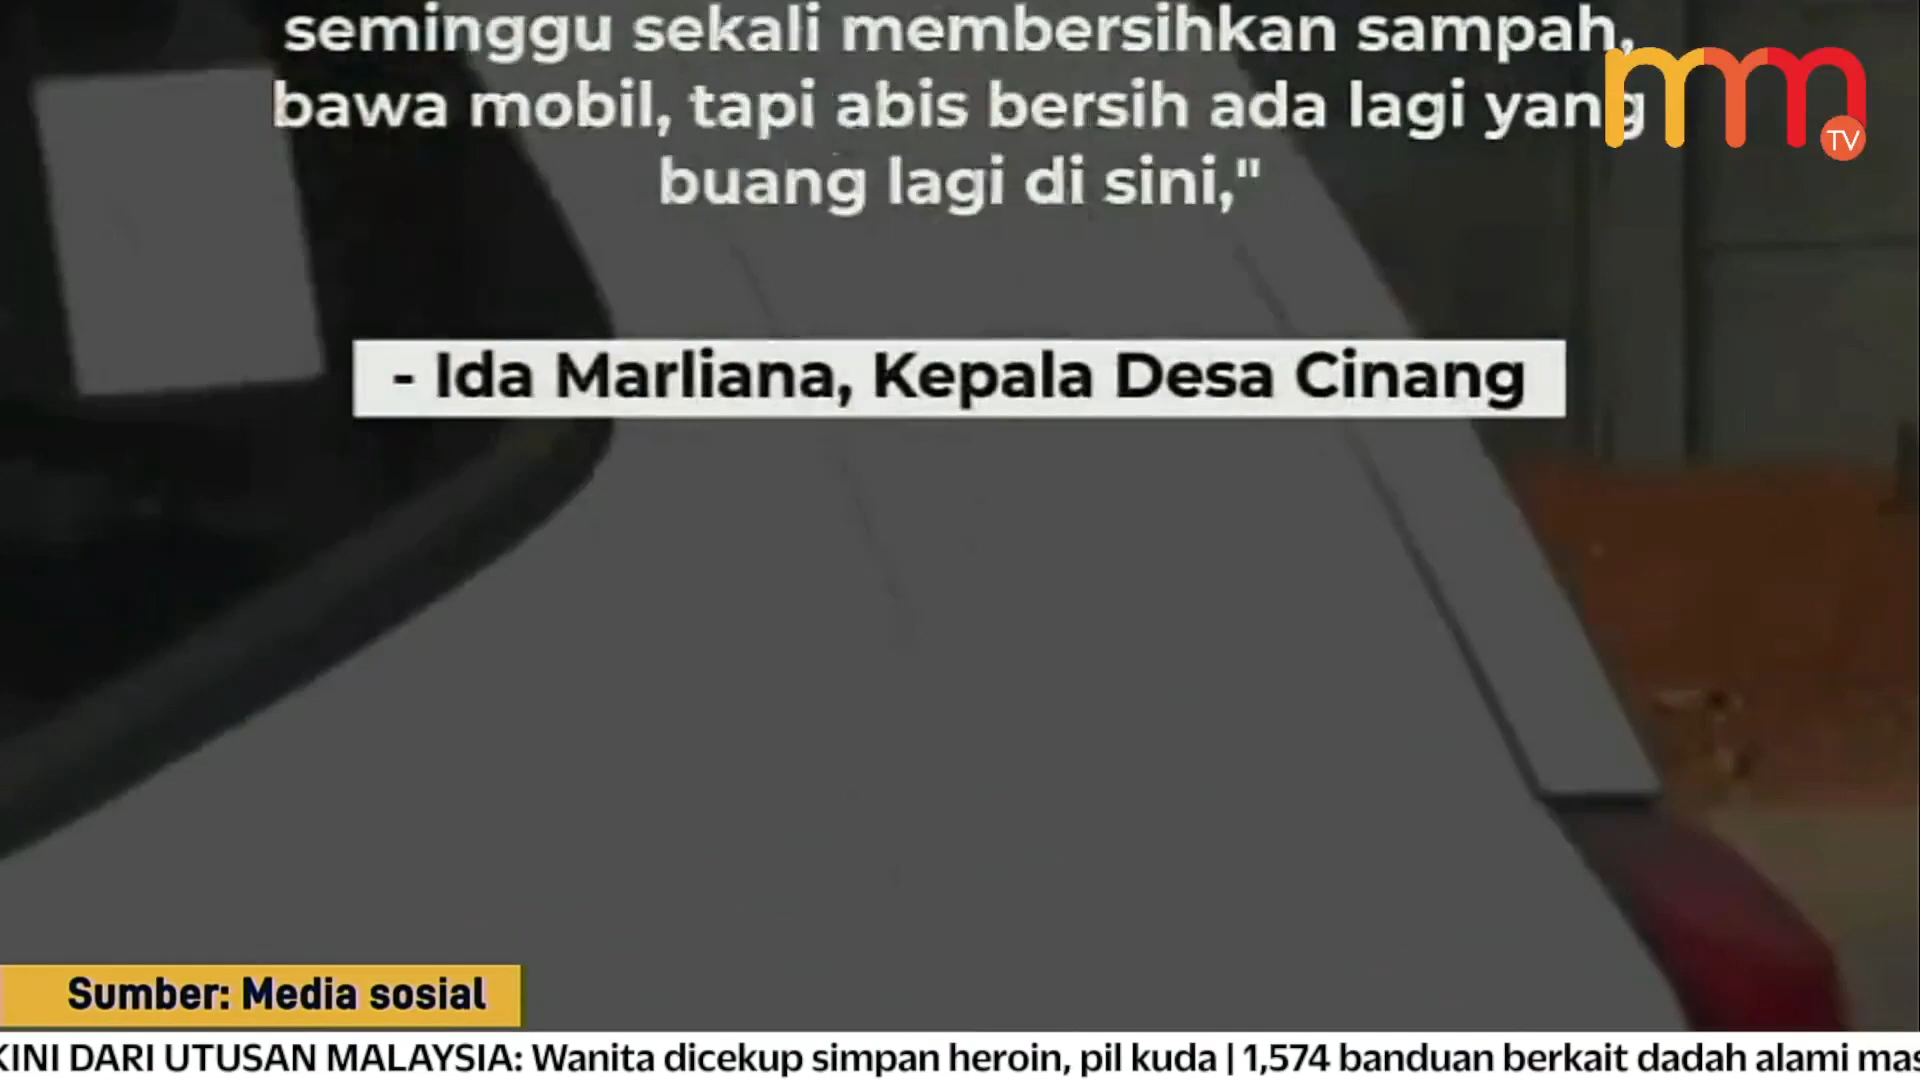 seminggu sekali membersihkan sampah,
bawa mobil, tapi abis bersih ada lagi yang
buang lagi di sini,"
mm
TV
- Ida Marliana, Kepala Desa Cinang
Sumber: Media sosial
KINI DARI UTUSAN MALAYSIA: Wanita dicekup simpan heroin, pil kuda | 1,574 banduan berkait dadah alami mas